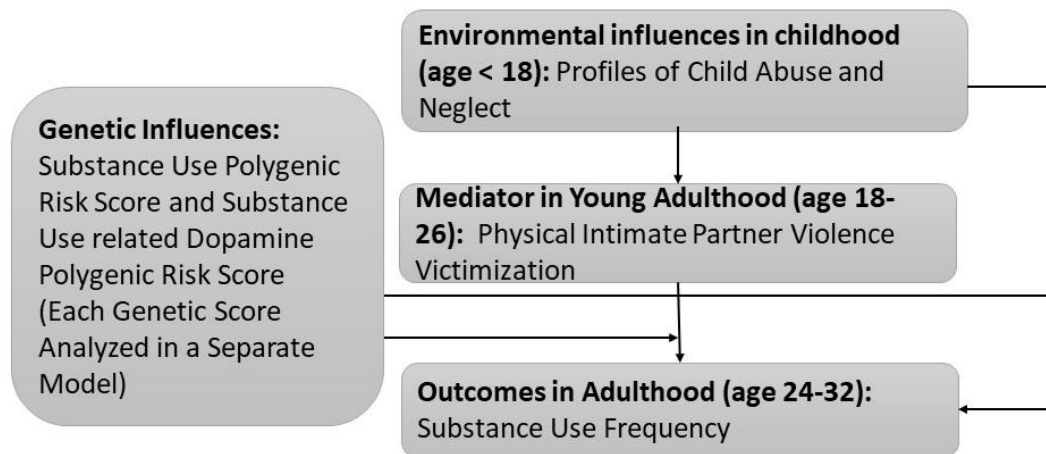 Environmental influences in childhood
(age < 18): Profiles of Child Abuse and
Neglect
Genetic Influences:
Substance Use Polygenic
Risk Score and Substance
Use related Dopamine
Polygenic Risk Score
(Each Genetic Score
Analyzed in a Separate
Model)
Mediator in Young Adulthood (age 18-
26): Physical Intimate Partner Violence
Victimization
Outcomes in Adulthood (age 24-32):
Substance Use Frequency